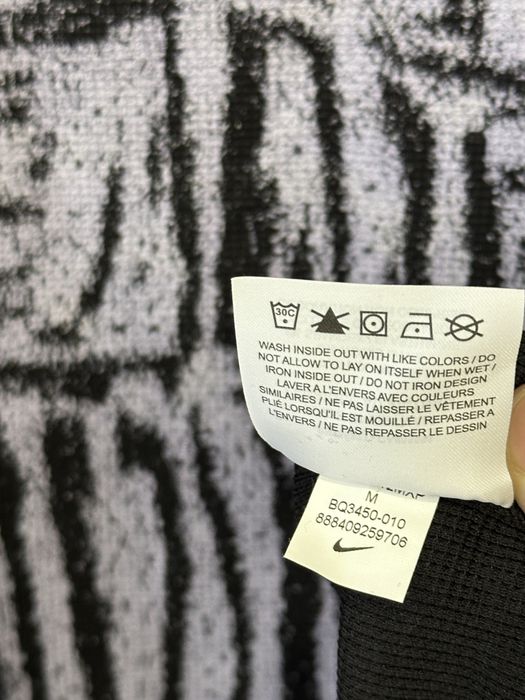 30C
WASH INSIDE OUT WITH LIKE COLORS / DO
NOT ALLOW TO LAY ON ITSELF WHEN WET /
IRON INSIDE OUT / DO NOT IRON DESIGN
LAVER A L'ENVERS AVEC COULEURS
SIMILAIRES / NE PAS LAISSER LE VÊTEMENT
PLIÉ LORSQU'IL EST MOUILLÉ / REPASSER A
L'ENVERS / NE PAS REPASSER LE DESSIN
M
BQ3450-010
888409259706